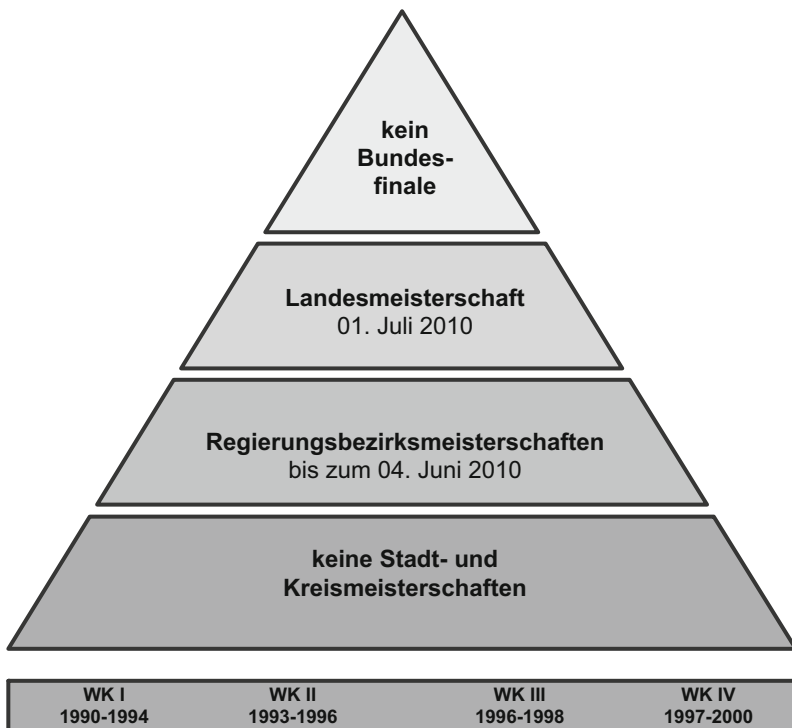 kein
Bundes-
finale
Landesmeisterschaft
01. Juli 2010
Regierungsbezirksmeisterschaften
bis zum 04. Juni 2010
keine Stadt- und
Kreismeisterschaften
WK I WK II WK III WK IV
1990-1994 1993-1996 1996-1998 1997-2000